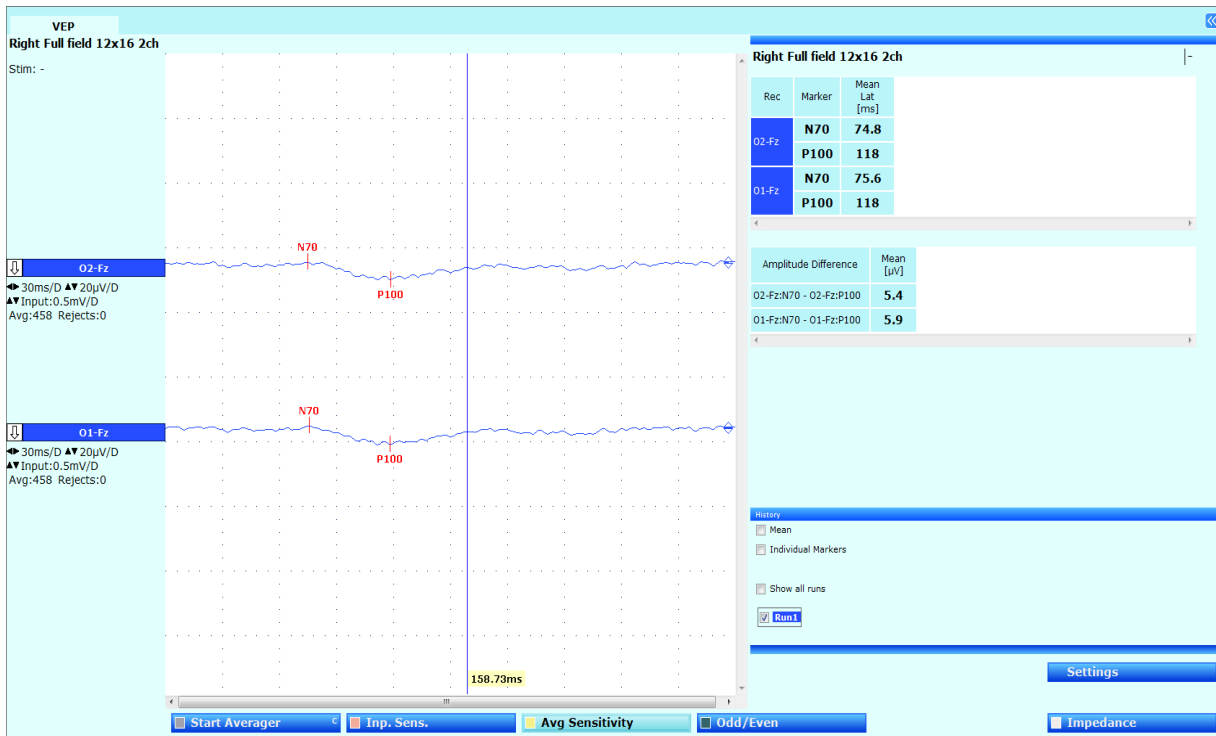 VEP
Right Full field 12x16 2ch
Stim: -
N70
P100
O2-Fz
30ms/D 20µV/D
Input:0.5mV/D
Avg:458 Rejects:0
N70
P100
O1-Fz
30ms/D 20µV/D
Input:0.5mV/D
Avg:458 Rejects:0
158.73ms
Right Full field 12x16 2ch -
Rec Marker Mean
Lat
[ms]
O2-Fz N70 74.8
P100 118
O1-Fz N70 75.6
P100 118
Amplitude Difference Mean
[µV]
O2-Fz:N70 - O2-Fz:P100 5.4
O1-Fz:N70 - O1-Fz:P100 5.9
History
Mean
Individual Markers
Show all runs
Run1
Settings
Start Averager c Inp. Sens. Avg Sensitivity Odd/Even Impedance